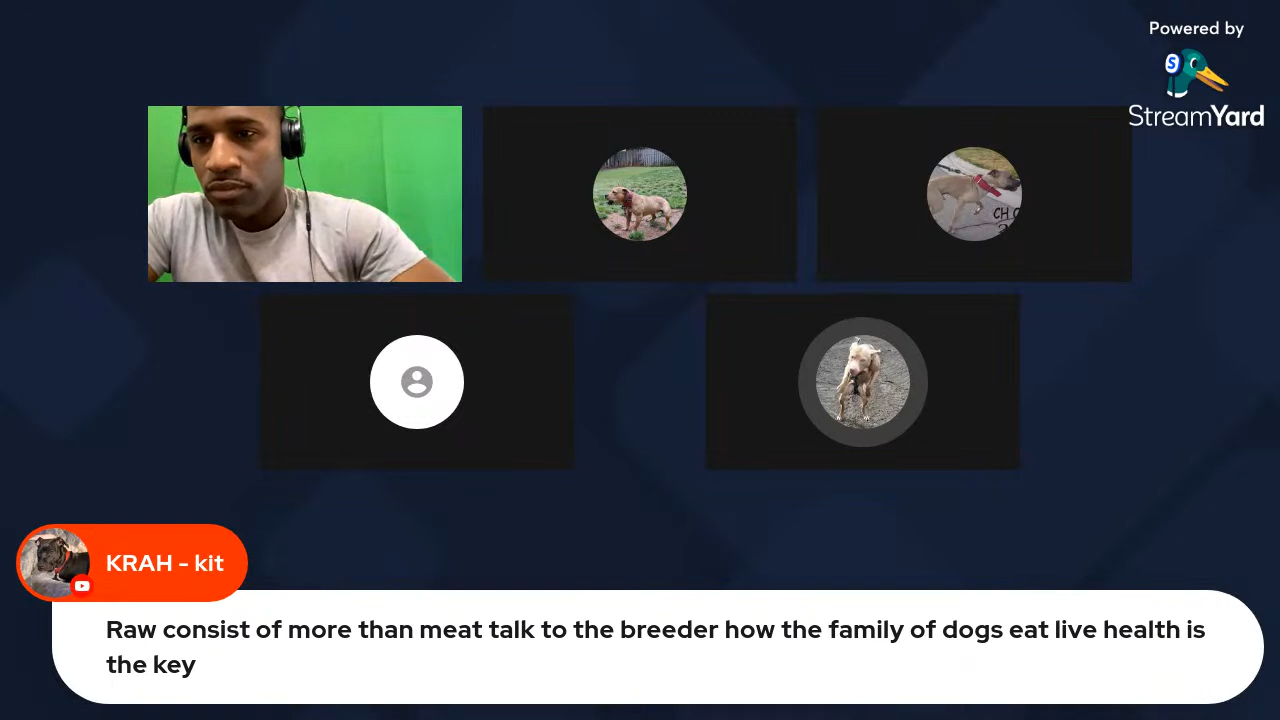 Powered by
StreamYard
CH.
KRAH - kit
Raw consist of more than meat talk to the breeder how the family of dogs eat live health is
the key